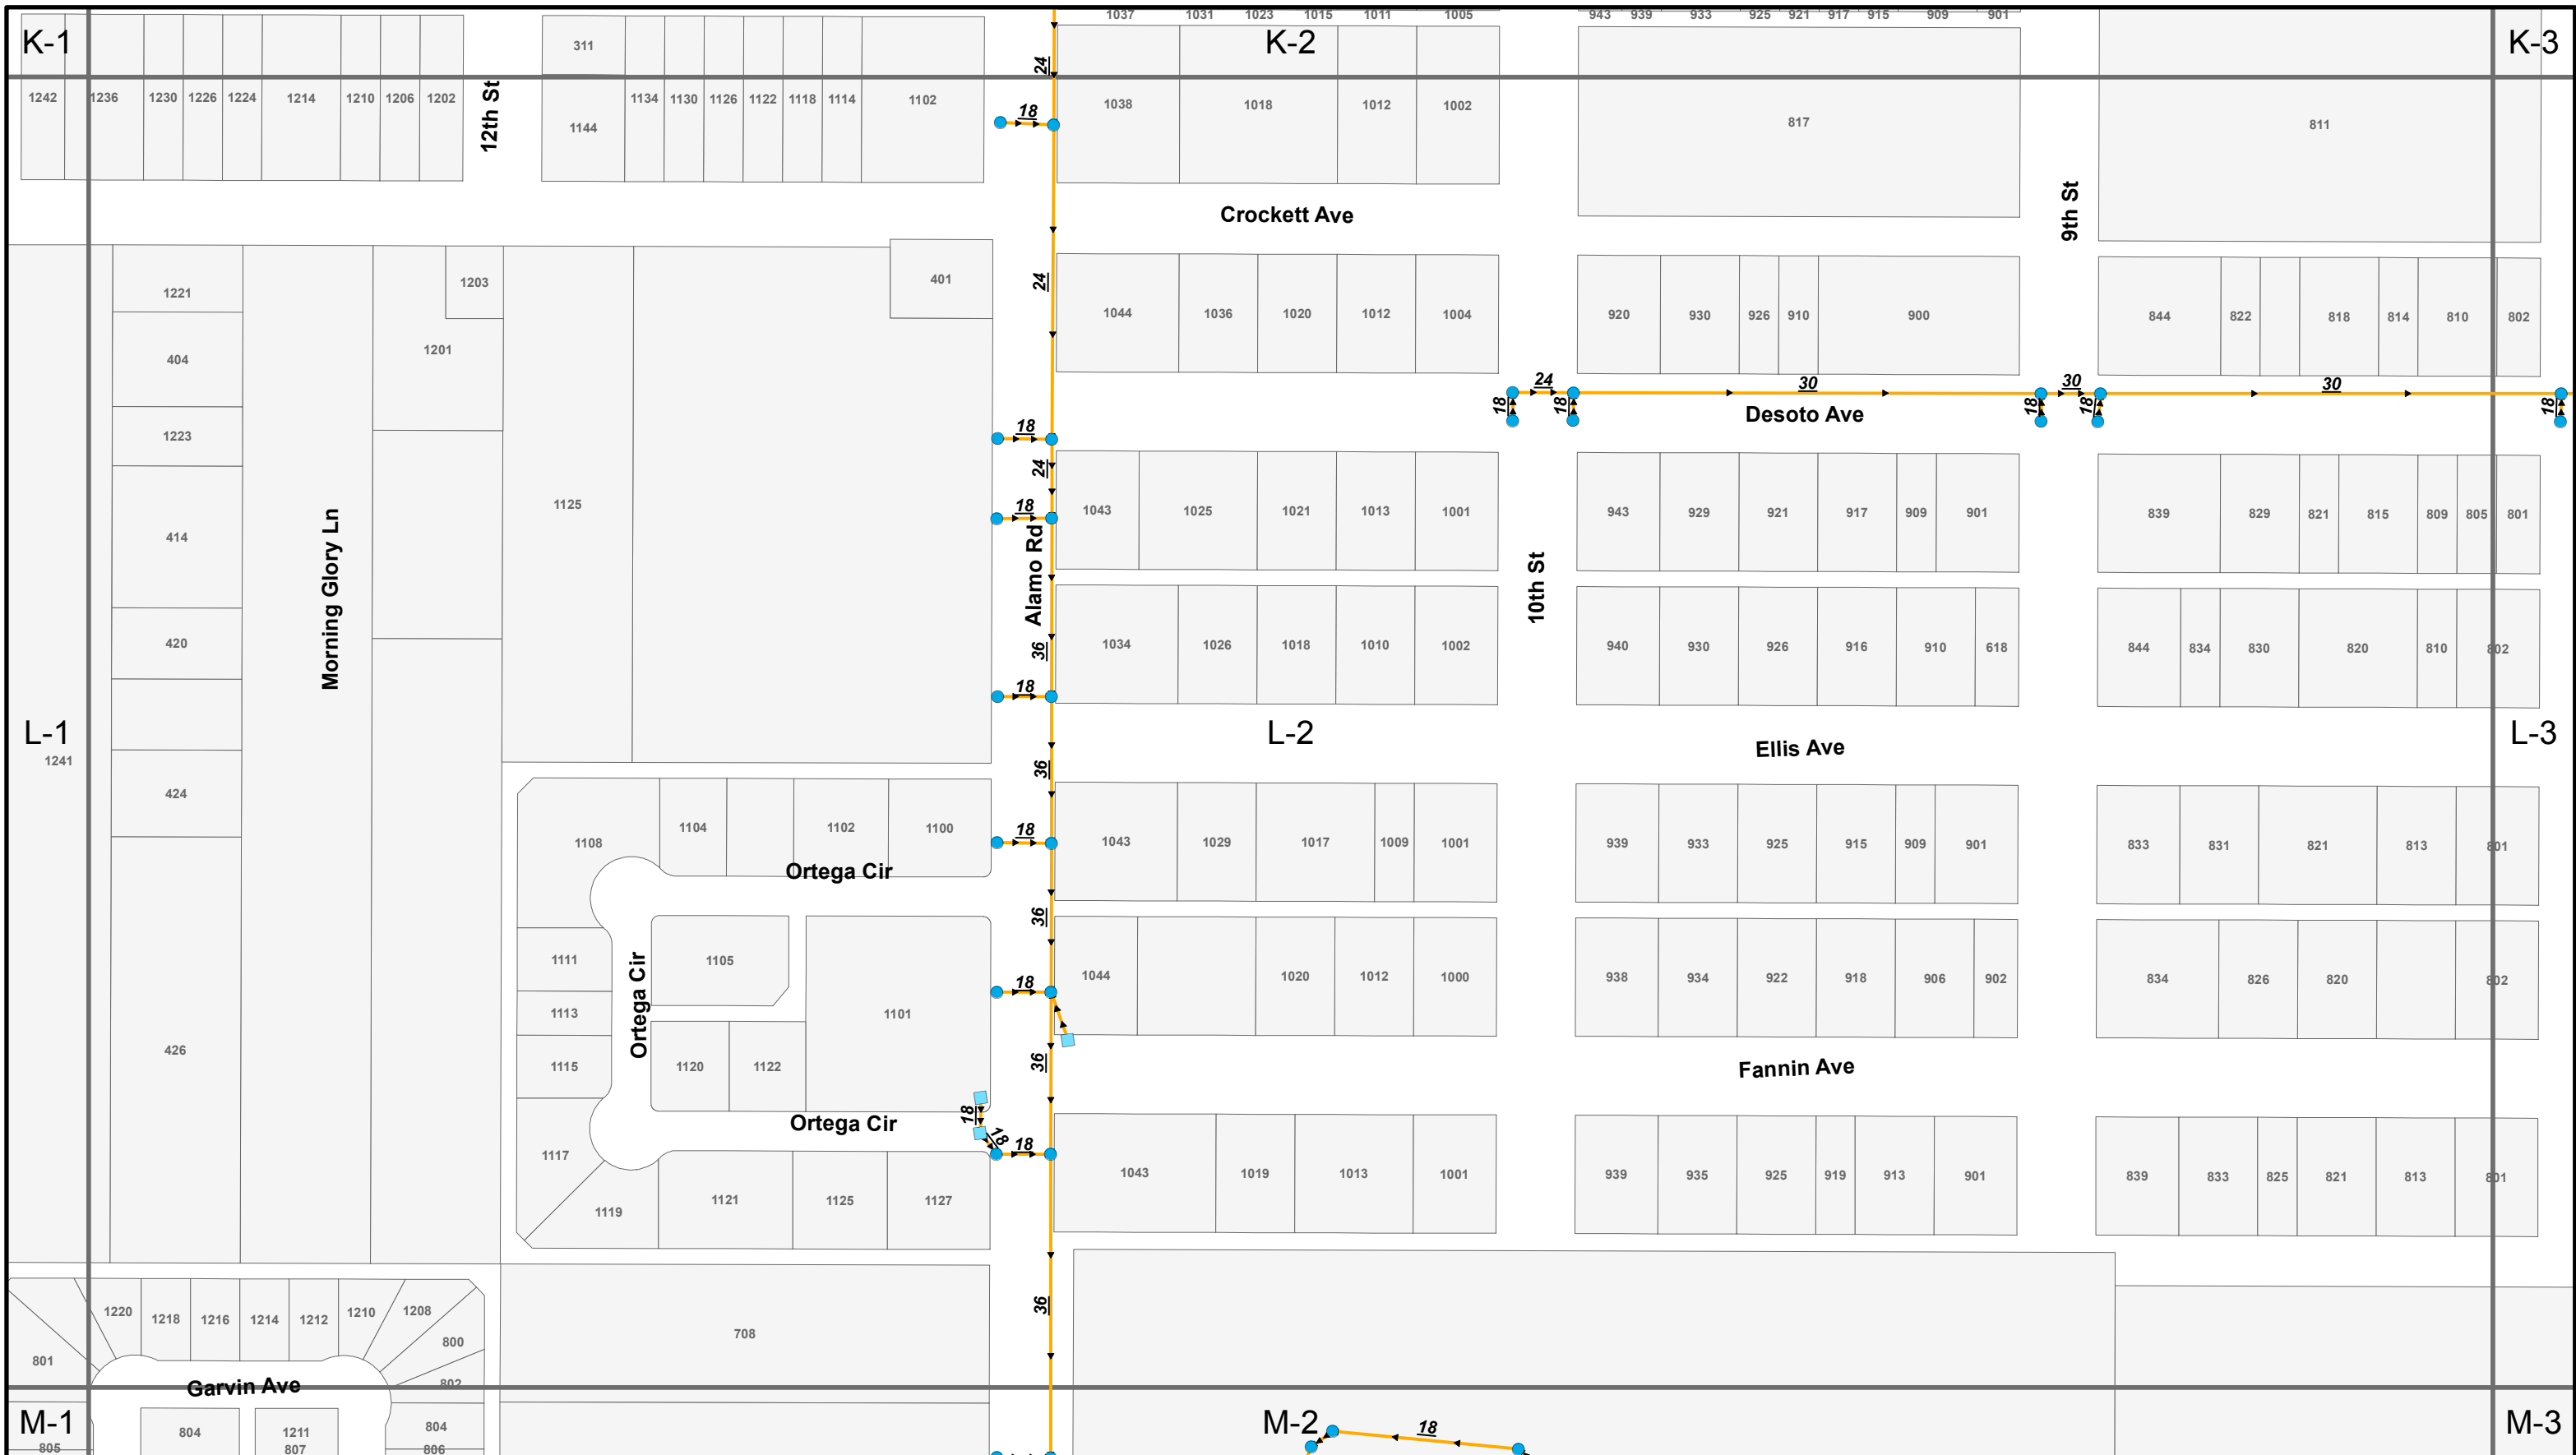 1037 1031 1023 1015 1011 1005 943 939 933 925 921 917 915 909 901
K-1 311 K-2 K-3
24
1242 1236 1230 1226 1224 1214 1210 1206 1202 12th St 1144 1134 1130 1126 1122 1118 1114 1102
18 1038 1018 1012 1002 817 811
Crockett Ave 9th St
1221 1203 401
24
404 1201 1044 1036 1020 1012 1004 920 930 926 910 900 844 822 818 814 810 802
24 30 30 30
18 18 18 18 18
Desoto Ave
1223 18
24
414 1125 18 1043 1025 1021 1013 1001 943 929 921 917 909 901 839 829 821 815 809 805 801
Morning Glory Ln Alamo Rd 10th St
420 36 1034 1026 1018 1010 1002 940 930 926 916 910 618 844 834 830 820 810 802
18
L-1 L-2 L-3
1241 Ellis Ave
36
424 1108 1104 1102 1100 18 1043 1029 1017 1009 1001 939 933 925 915 909 901 833 831 821 813 801
Ortega Cir
36
1111 1105 18 1044 1020 1012 1000 938 934 922 918 906 902 834 826 820 802
Ortega Cir
1113 1101
426 1115 1120 1122 36 Fannin Ave
18
Ortega Cir 18 18
1117 1043 1019 1013 1001 939 935 925 919 913 901 839 833 825 821 813 801
1119 1121 1125 1127
36
1220 1218 1216 1214 1212 1210 1208 800 708
801
802
Garvin Ave
M-1 M-2 18 M-3
804 1211 804
805 807 806